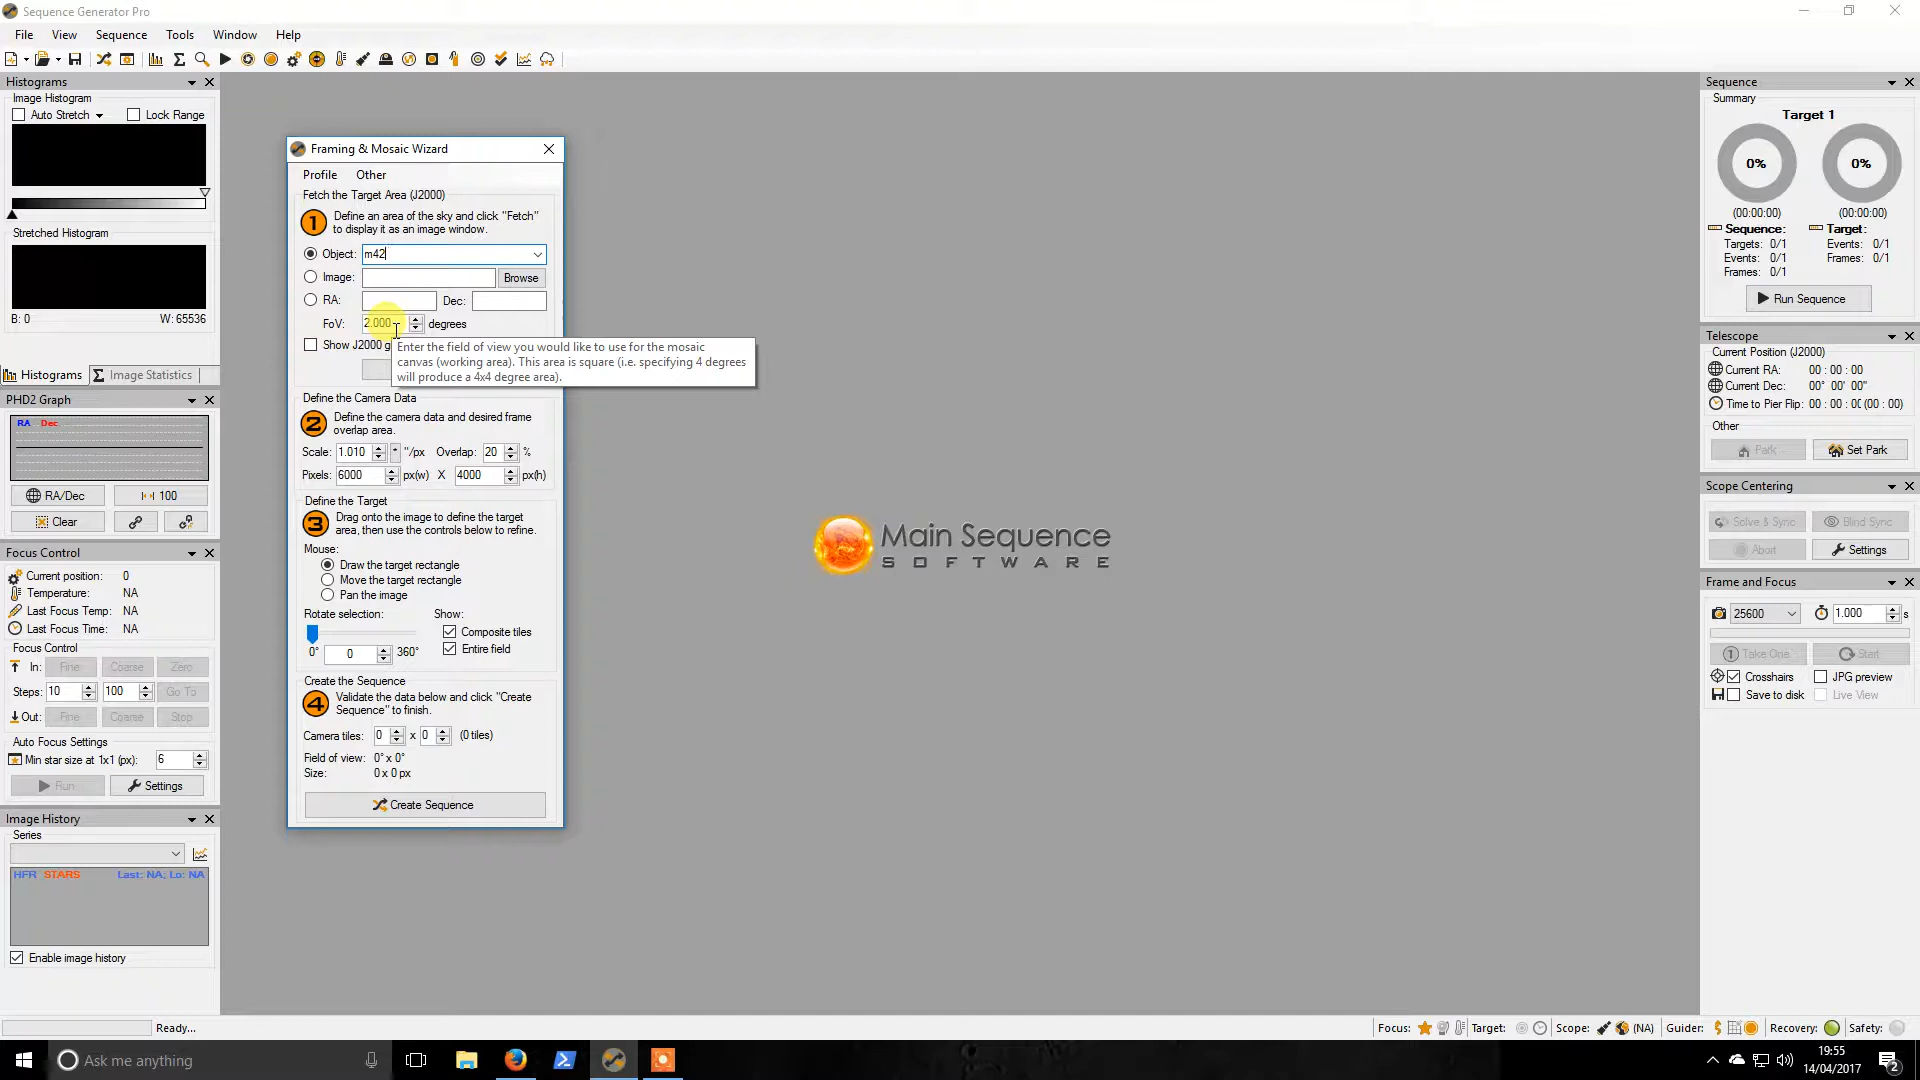 Sequence Generator Pro
File View Sequence Tools Window Help
Histograms
Image Histogram
Auto Stretch Lock Range
Stretched Histogram
B: 0 W: 65536
Histograms Image Statistics
PHD2 Graph
RA Dec
RA/Dec 100
Clear
Focus Control
Current position: 0
Temperature: NA
Last Focus Temp: NA
Last Focus Time: NA
Focus Control
In: Fine Coarse Zero
Steps: 10 100 Go To
Out: Fine Coarse Stop
Auto Focus Settings
Min star size at 1x1 (px): 6
Run Settings
Image History
Series
HFR STARS Last: NA; Lo: NA
Enable image history
Framing & Mosaic Wizard
Profile Other
Fetch the Target Area (J2000)
1 Define an area of the sky and click "Fetch"
to display it as an image window.
Object: m42
Image: Browse
RA: Dec:
FoV: 2.000 degrees
Show J2000 g
Enter the field of view you would like to use for the mosaic
canvas (working area). This area is square (i.e. specifying 4 degrees
will produce a 4x4 degree area).
Define the Camera Data
2 Define the camera data and desired frame
overlap area.
Scale: 1.010 * "/px Overlap: 20 %
Pixels: 6000 px(w) X 4000 px(h)
Define the Target
3 Drag onto the image to define the target
area, then use the controls below to refine.
Mouse:
Draw the target rectangle
Move the target rectangle
Pan the image
Rotate selection: Show:
Composite tiles
0° 0 360° Entire field
Create the Sequence
4 Validate the data below and click "Create
Sequence" to finish.
Camera tiles: 0 x 0 (0 tiles)
Field of view: 0° x 0°
Size: 0 x 0 px
Create Sequence
Main Sequence
SOFTWARE
Sequence
Summary
Target 1
0% 0%
(00:00:00) (00:00:00)
Sequence: Target:
Targets: 0/1 Events: 0/1
Events: 0/1 Frames: 0/1
Frames: 0/1
Run Sequence
Telescope
Current Position (J2000)
Current RA: 00 : 00 : 00
Current Dec: 00° 00' 00"
Time to Pier Flip: 00 : 00 : 0( (00 : 00)
Other
Park Set Park
Scope Centering
Solve & Sync Blind Sync
Abort Settings
Frame and Focus
25600 1.000 s
Take One Start
Crosshairs JPG preview
Save to disk Live View
Ready... Focus: Target: Scope: (NA) Guider: Recovery: Safety:
Ask me anything
19:55
14/04/2017
2